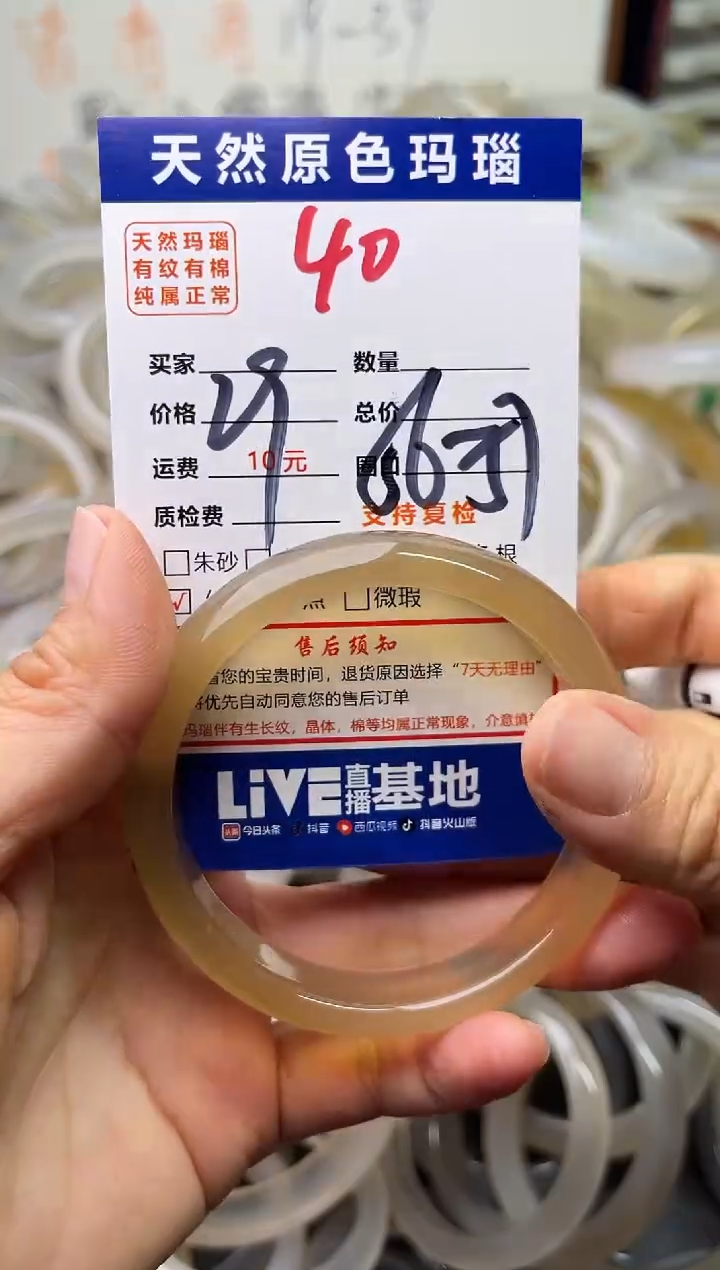 天然原色玛瑙
天然玛瑙
有纹有棉
纯属正常
40
买家 数量
价格 总价
运费 10元 圈口
质检费 支持复检
朱砂 根
点 微瑕
售后须知
您的宝贵时间，退货原因选择“7天无理由”
将优先自动同意您的售后订单
玛瑙伴有生长纹，晶体，棉等均属正常现象，介意慎
LiVE直播基地
头条 今日头条 抖音 西瓜视频 抖音火山版